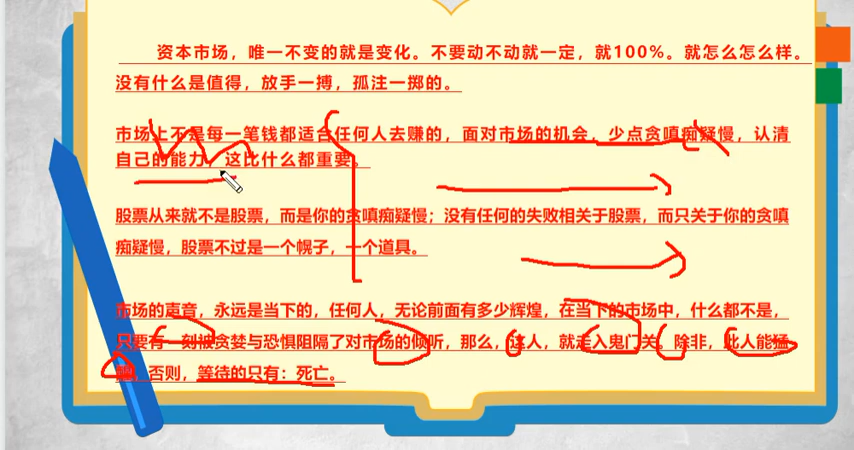 资本市场，唯一不变的就是变化。不要动不动就一定，就100%。就怎么怎么样。
没有什么是值得，放手一搏，孤注一掷的。
市场上不是每一笔钱都适合任何人去赚的，面对市场的机会，少点贪嗔痴疑慢，认清
自己的能力，这比什么都重要。
股票从来就不是股票，而是你的贪嗔痴疑慢；没有任何的失败相关于股票，而只关于你的贪嗔
痴疑慢，股票不过是一个幌子，一个道具。
市场的声音，永远是当下的，任何人，无论前面有多少辉煌，在当下的市场中，什么都不是，
只要有一刻被贪婪与恐惧阻隔了对市场的倾听，那么，这人，就走入鬼门关。除非，此人能猛
，否则，等待的只有：死亡。